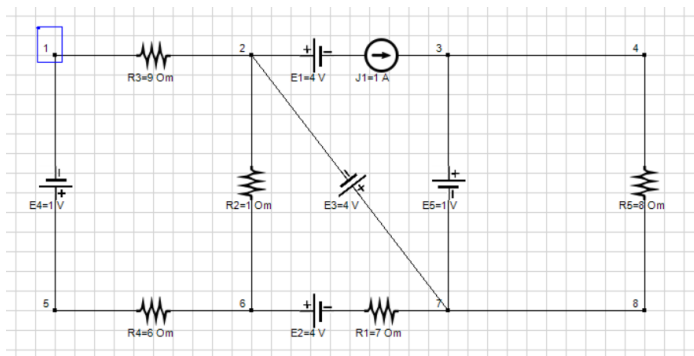 1 2 3 4
+ −
R3=9 Om E1=4 V J1=1 A
− − +
+ + −
E4=1 V R2=1 Om E3=4 V E5=1 V R5=8 Om
5 6 7 8
+ −
R4=6 Om E2=4 V R1=7 Om